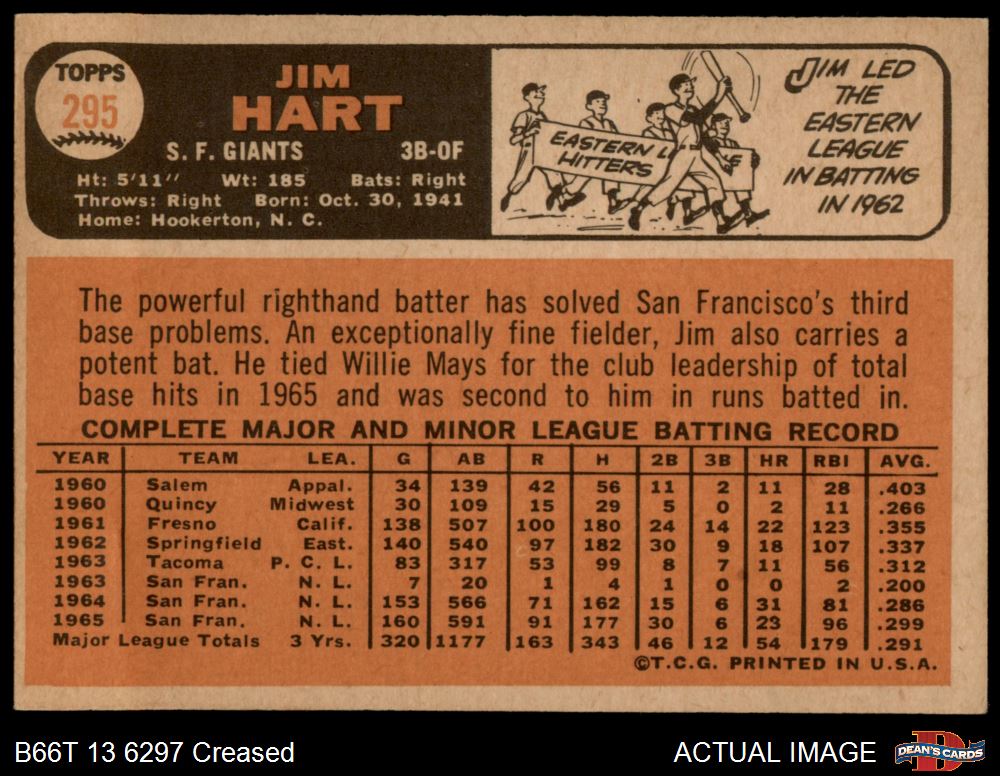 TOPPS
295
JIM
HART
S. F. GIANTS 3B-OF
Ht: 5'11" Wt: 185 Bats: Right
Throws: Right Born: Oct. 30, 1941
Home: Hookerton, N. C.
EASTERN L
HITTERS
JIM LED
THE
EASTERN
LEAGUE
IN BATTING
IN 1962
The powerful righthand batter has solved San Francisco's third
base problems. An exceptionally fine fielder, Jim also carries a
potent bat. He tied Willie Mays for the club leadership of total
base hits in 1965 and was second to him in runs batted in.
COMPLETE MAJOR AND MINOR LEAGUE BATTING RECORD
YEAR TEAM LEA. G AB R H 2B 3B HR RBI AVG.
1960 Salem Appal. 34 139 42 56 11 2 11 28 .403
1960 Quincy Midwest 30 109 15 29 5 0 2 11 .266
1961 Fresno Calif. 138 507 100 180 24 14 22 123 .355
1962 Springfield East. 140 540 97 182 30 9 18 107 .337
1963 Tacoma P. C. L. 83 317 53 99 8 7 11 56 .312
1963 San Fran. N. L. 7 20 1 4 1 0 0 2 .200
1964 San Fran. N. L. 153 566 71 162 15 6 31 81 .286
1965 San Fran. N. L. 160 591 91 177 30 6 23 96 .299
Major League Totals 3 Yrs. 320 1177 163 343 46 12 54 179 .291
©T.C.G. PRINTED IN U.S.A.
B66T 13 6297 Creased
ACTUAL IMAGE
D
DEAN'S CARDS